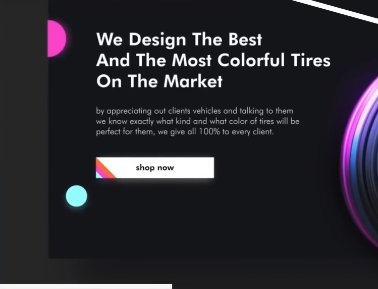 We Design The Best
And The Most Colorful Tires
On The Market
by appreciating out clients vehicles and talking to them
we know exactly what kind and what color of tires will be
perfect for them, we give all 100% to every client.
shop now